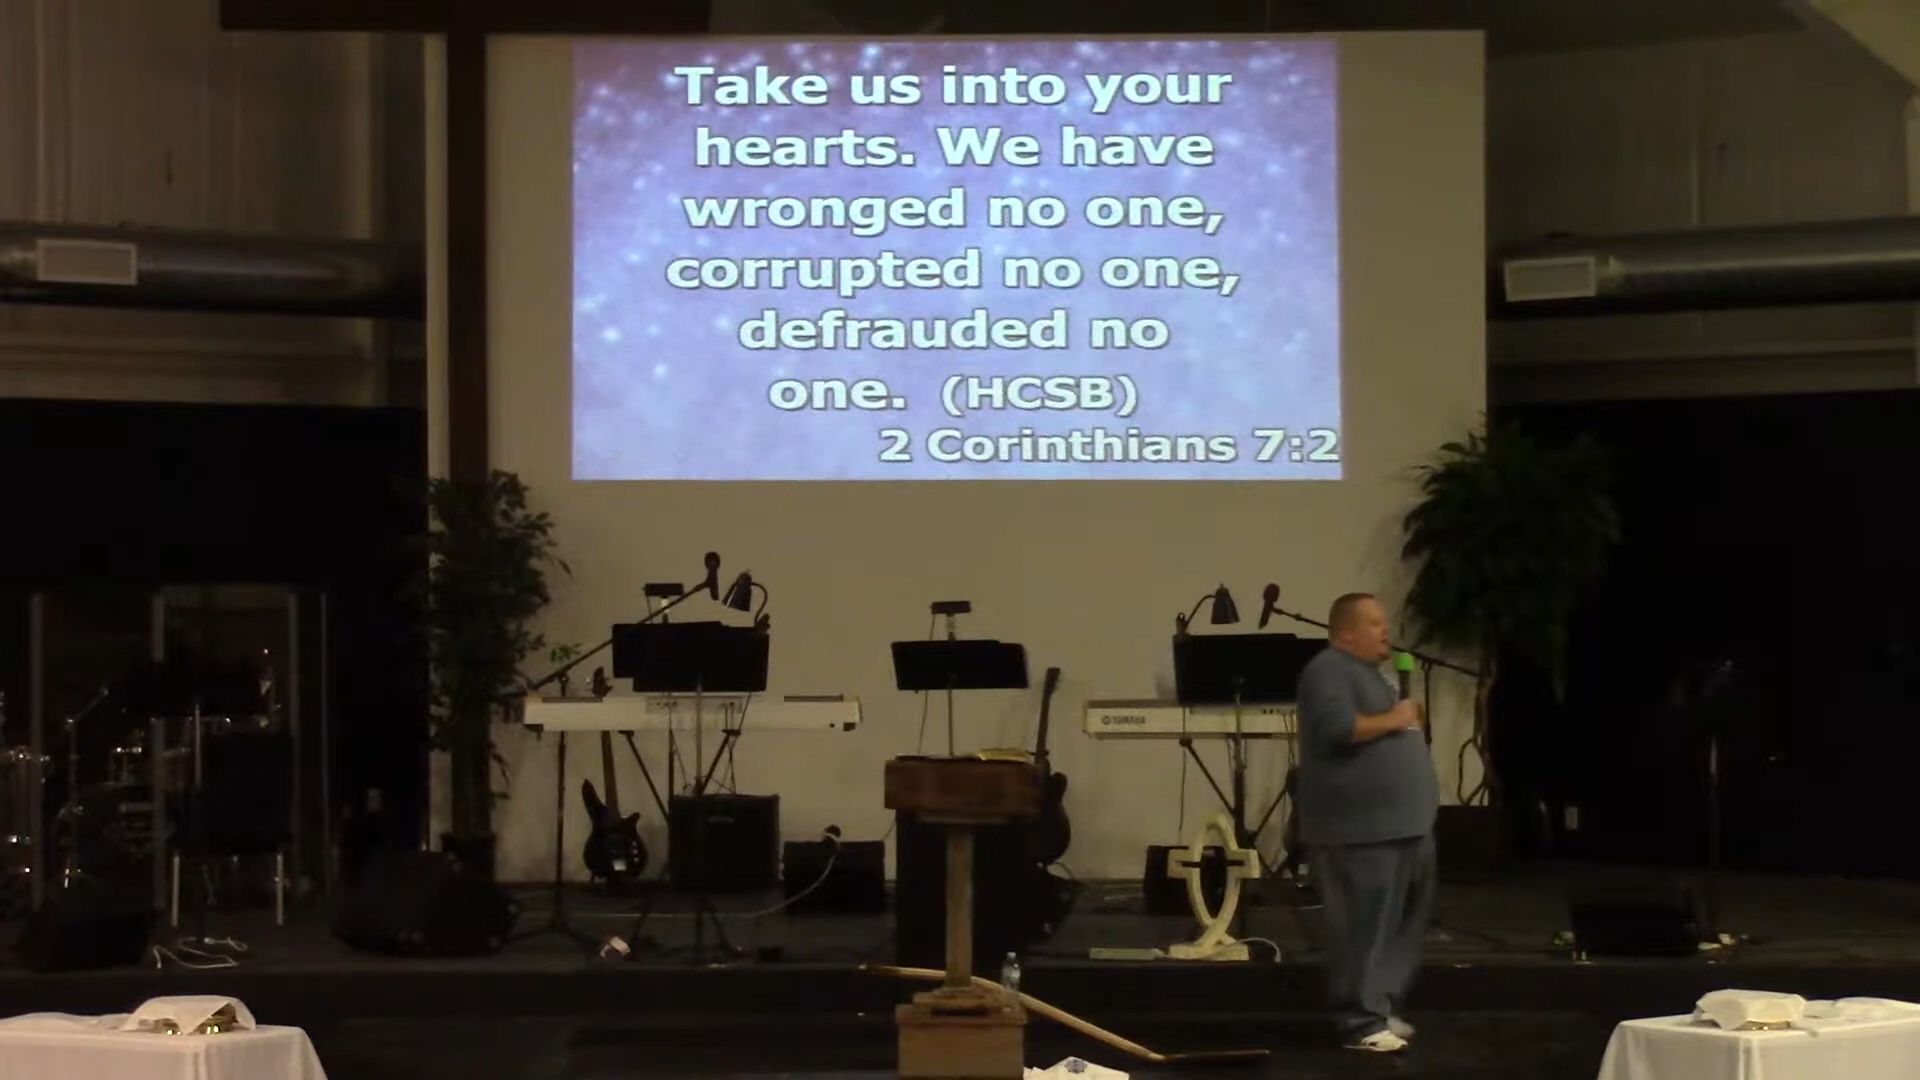 Take us into your
hearts. We have
wronged no one,
corrupted no one,
defrauded no
one. (HCSB)
2 Corinthians 7:2
YAMAHA